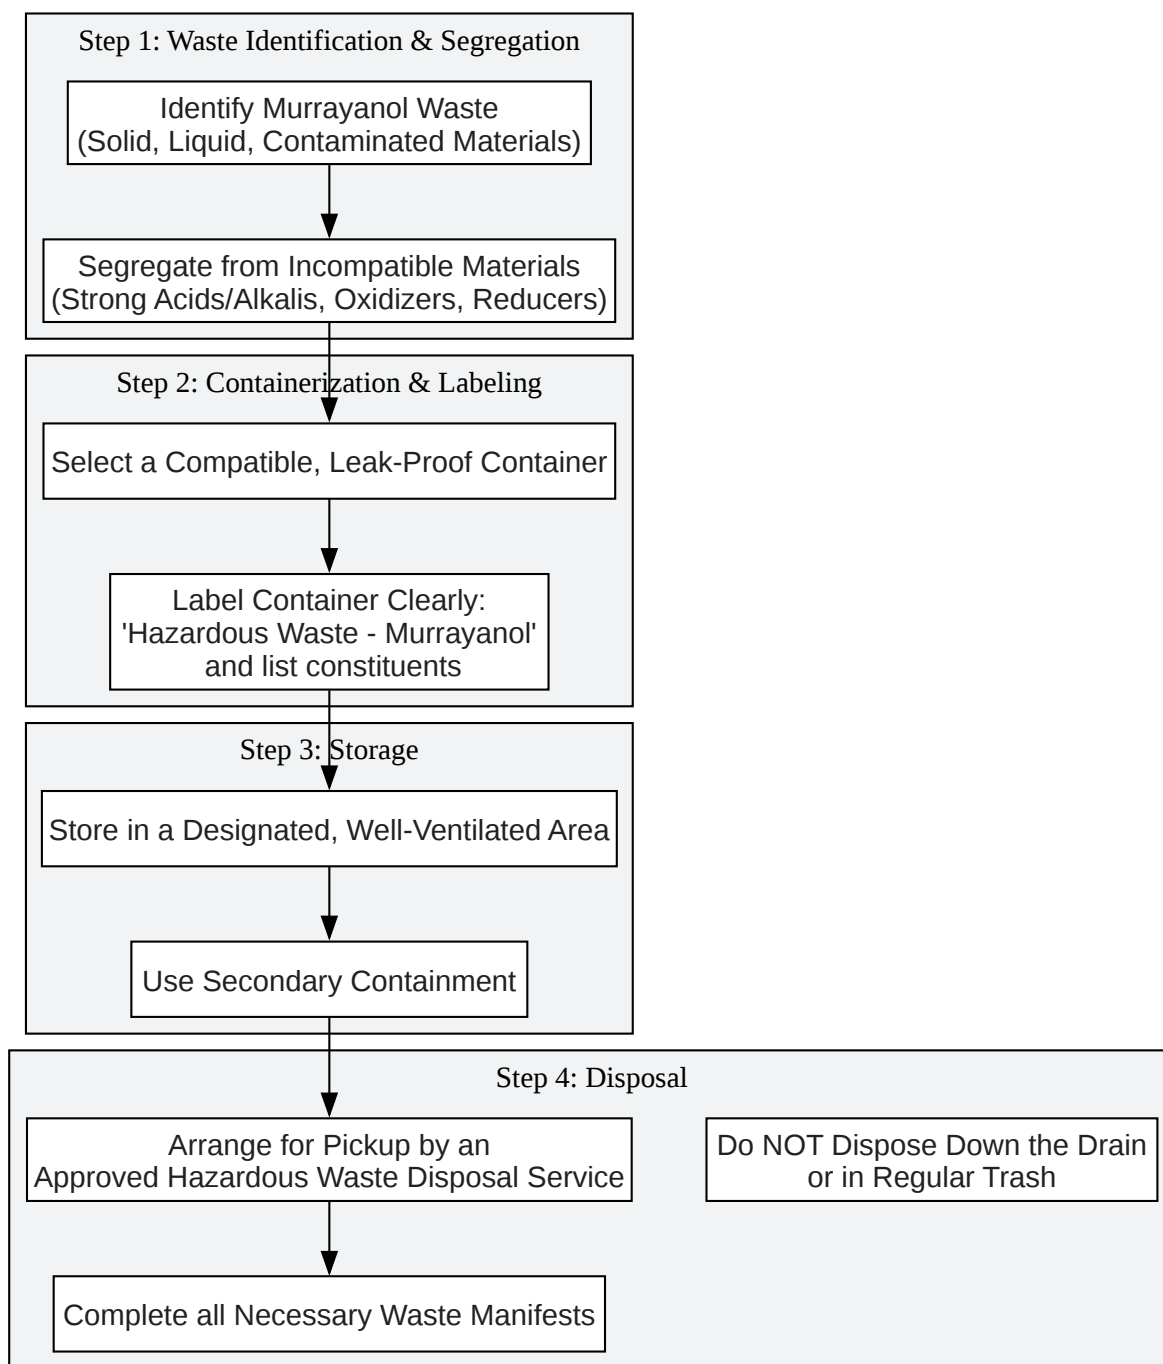 Step 1: Waste Identification & Segregation
Identify Murrayanol Waste
(Solid, Liquid, Contaminated Materials)
Segregate from Incompatible Materials
(Strong Acids/Alkalis, Oxidizers, Reducers)
Step 2: Containerization & Labeling
Select a Compatible, Leak-Proof Container
Label Container Clearly:
'Hazardous Waste - Murrayanol'
and list constituents
Step 3: Storage
Store in a Designated, Well-Ventilated Area
Use Secondary Containment
Step 4: Disposal
Arrange for Pickup by an
Approved Hazardous Waste Disposal Service
Do NOT Dispose Down the Drain
or in Regular Trash
Complete all Necessary Waste Manifests